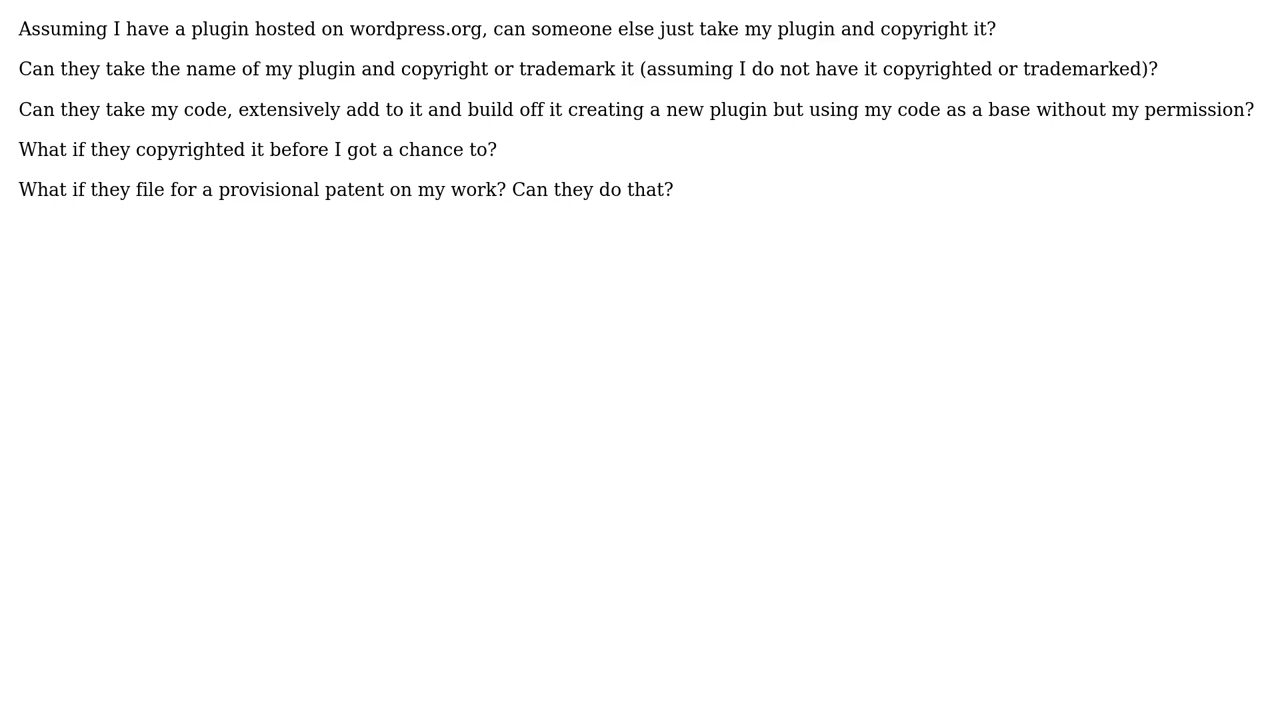 Assuming I have a plugin hosted on wordpress.org, can someone else just take my plugin and copyright it?
Can they take the name of my plugin and copyright or trademark it (assuming I do not have it copyrighted or trademarked)?
Can they take my code, extensively add to it and build off it creating a new plugin but using my code as a base without my permission?
What if they copyrighted it before I got a chance to?
What if they file for a provisional patent on my work? Can they do that?